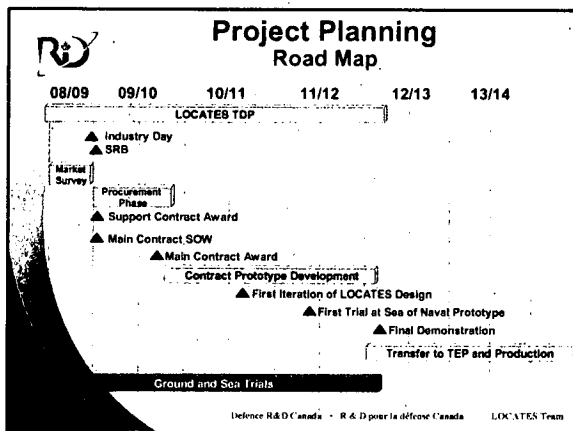 Project Planning
Road Map
08/09 09/10 10/11 11/12 12/13 13/14
LOCATES TDP
Industry Day
SRB
Market
Survey
Procurement
Phase
Support Contract Award
Main Contract SOW
Main Contract Award
Contract Prototype Development
First Iteration of LOCATES Design
First Trial at Sea of Naval Prototype
Final Demonstration
Transfer to TEP and Production
Ground and Sea Trials
Defence R&D Canada • R & D pour la défense Canada LOCATES Team